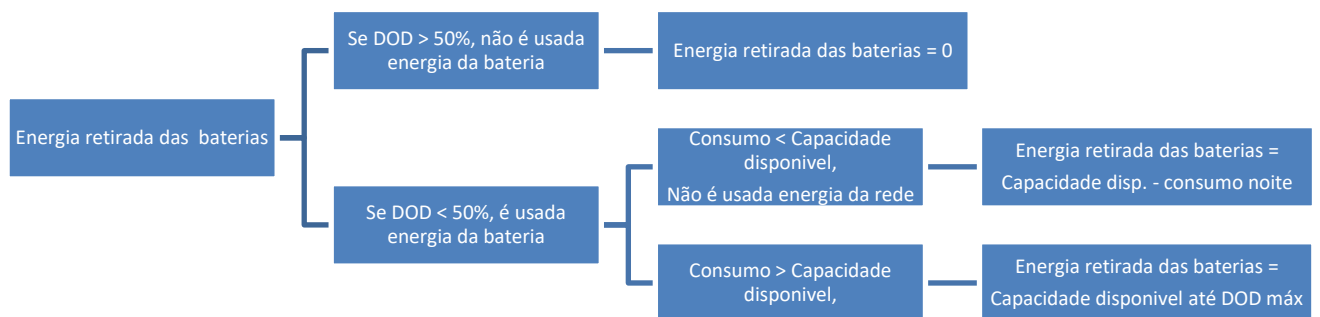 Energia retirada das  baterias
Se DOD > 50%, não é usada
energia da bateria
Energia retirada das baterias = 0
Se DOD < 50%, é usada
energia da bateria
Consumo < Capacidade
disponivel,
Não é usada energia da rede
Energia retirada das baterias =
Capacidade disp. - consumo noite
Consumo > Capacidade
disponivel,
Energia retirada das baterias =
Capacidade disponivel até DOD máx